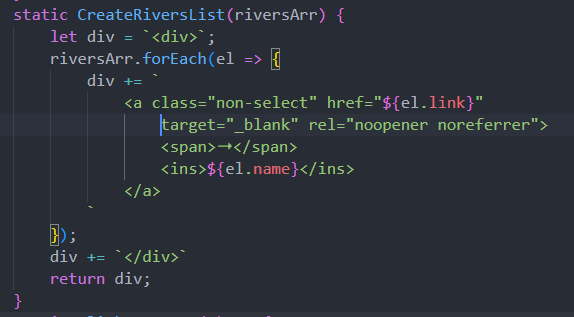 static CreateRiversList(riversArr) {
    let div = `<div>`;
    riversArr.forEach(el => {
        div += `
            <a class="non-select" href="${el.link}"
                target="_blank" rel="noopener noreferrer">
                <span>➝</span>
                <ins>${el.name}</ins>
            </a>
        `
    });
    div += `</div>`
    return div;
}